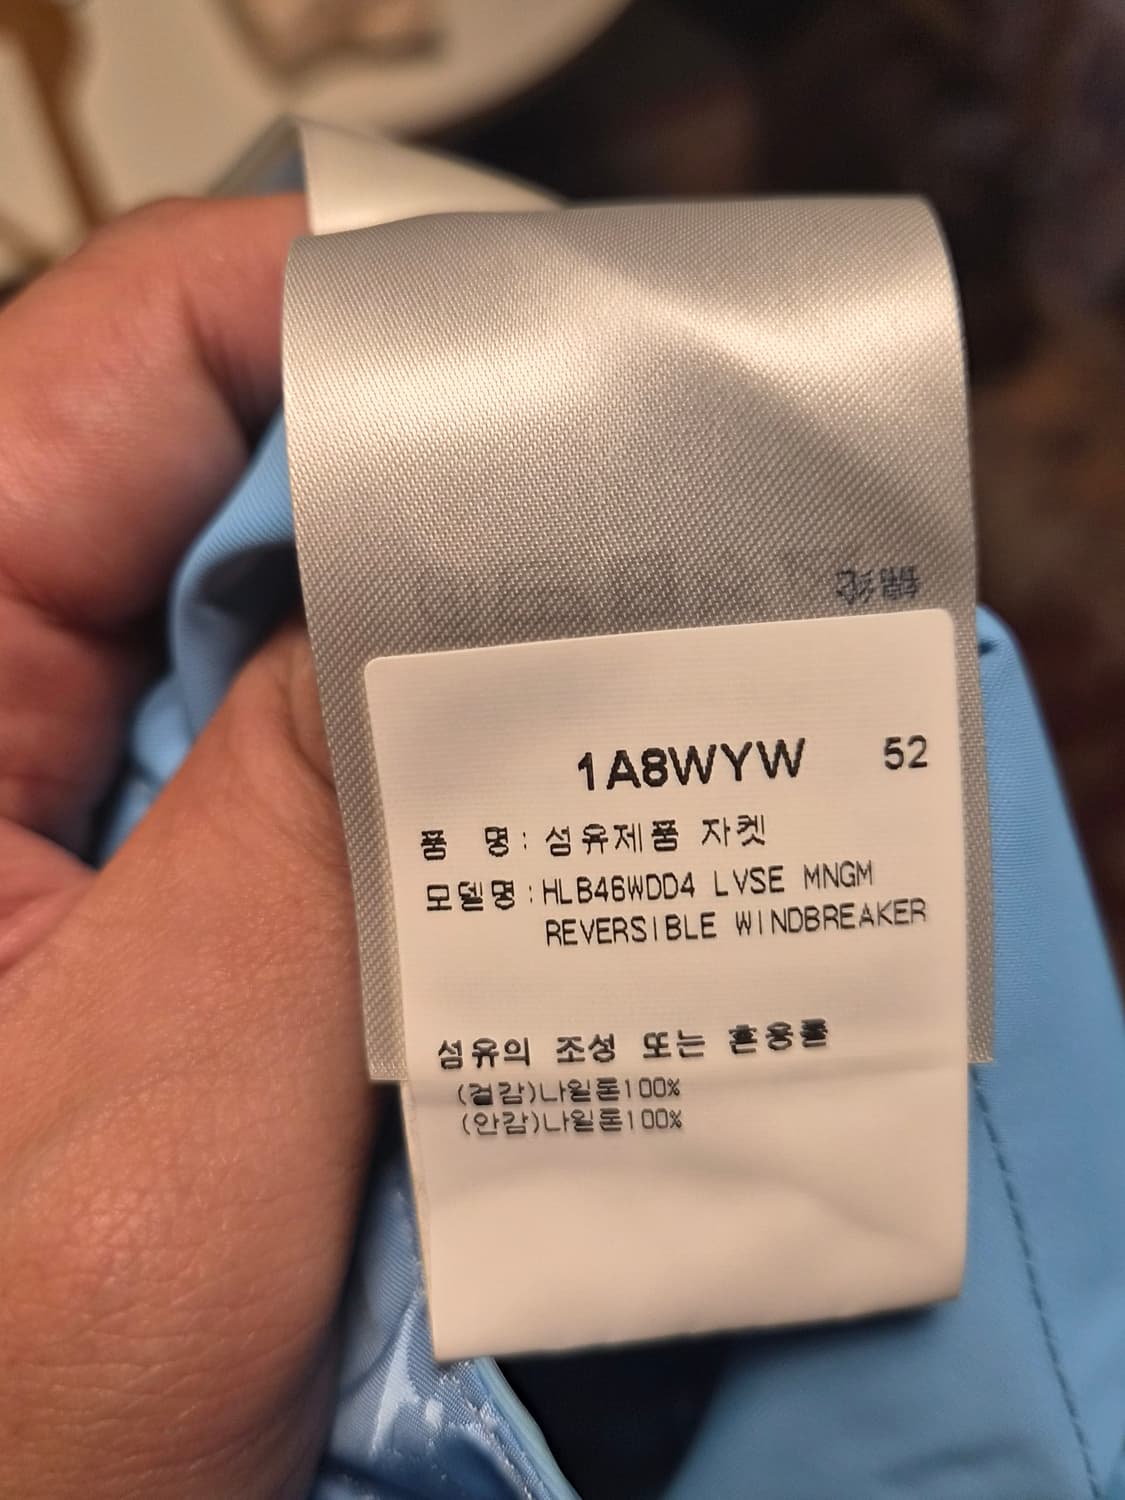 锦纶
1A8WYW 52
품 명 : 섬유제품 자켓
모델명 : HLB46WDD4 LVSE MNGM
REVERSIBLE WINDBREAKER
섬유의 조성 또는 혼용률
(겉감)나일론100%
(안감)나일론100%